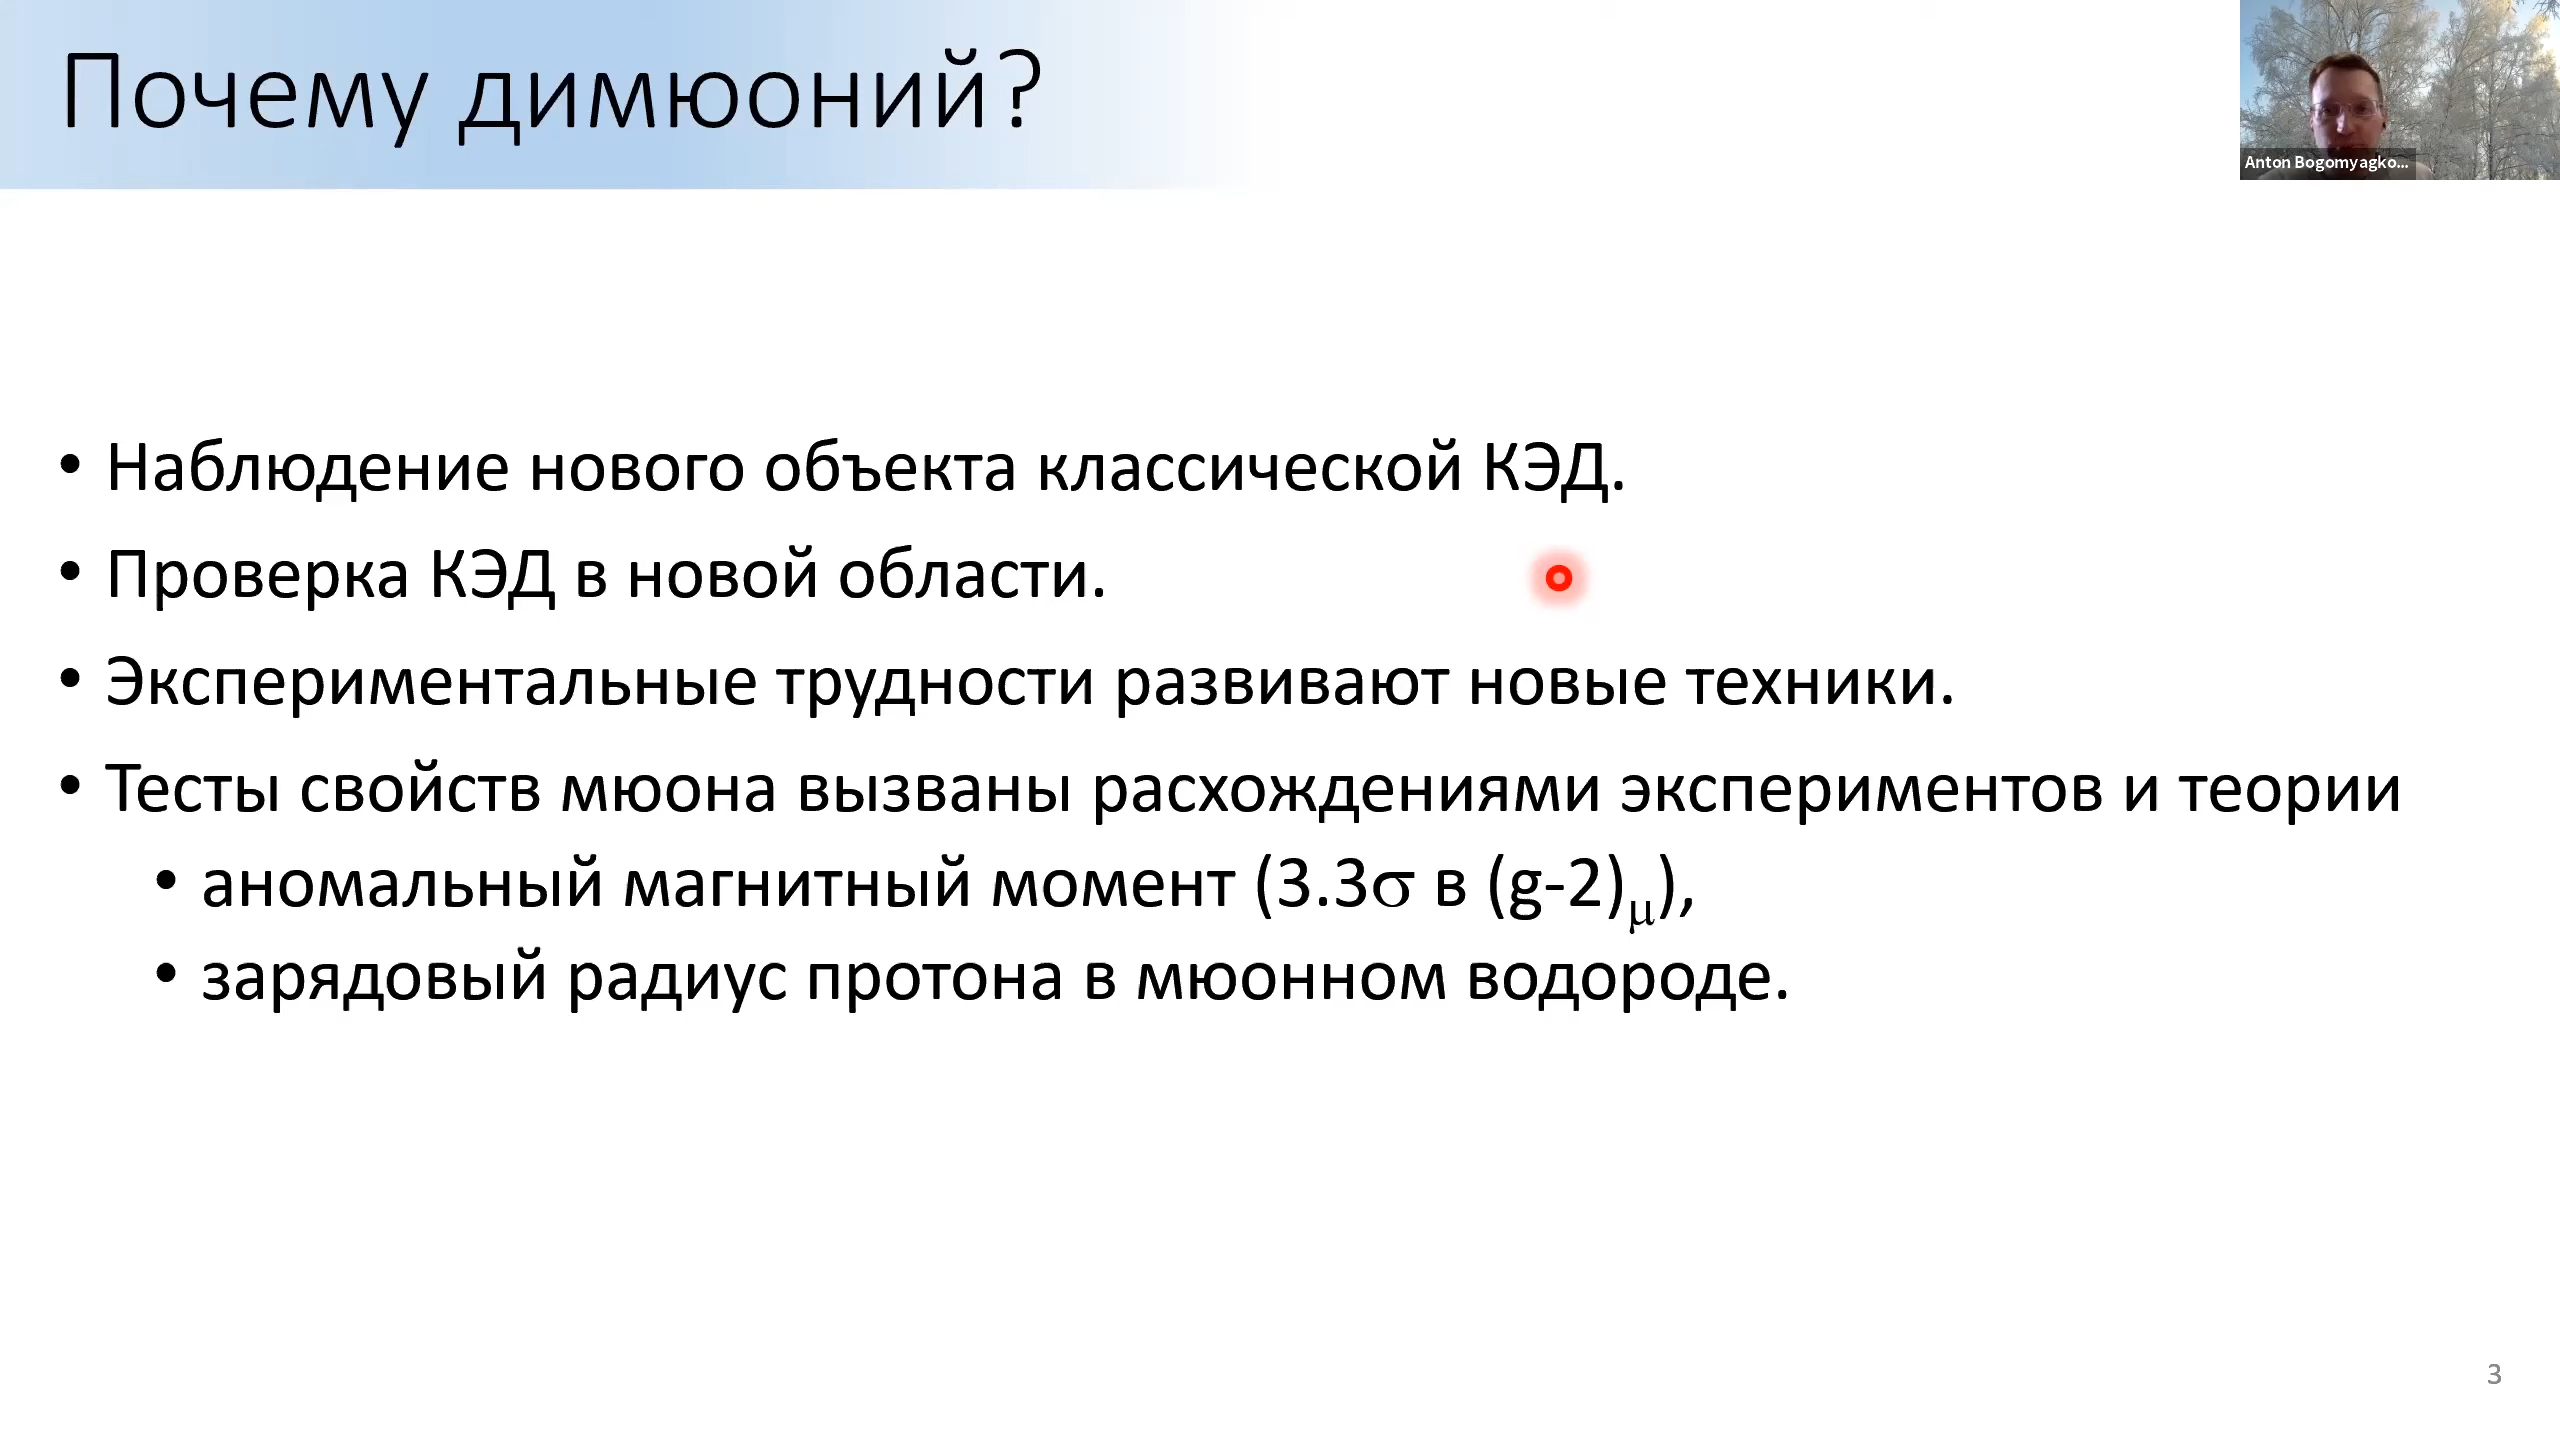 Почему димюоний?
Anton Bogomyagko...
• Наблюдение нового объекта классической КЭД.
• Проверка КЭД в новой области.
• Экспериментальные трудности развивают новые техники.
• Тесты свойств мюона вызваны расхождениями экспериментов и теории
• аномальный магнитный момент (3.3σ в (g-2)μ),
• зарядовый радиус протона в мюонном водороде.
3